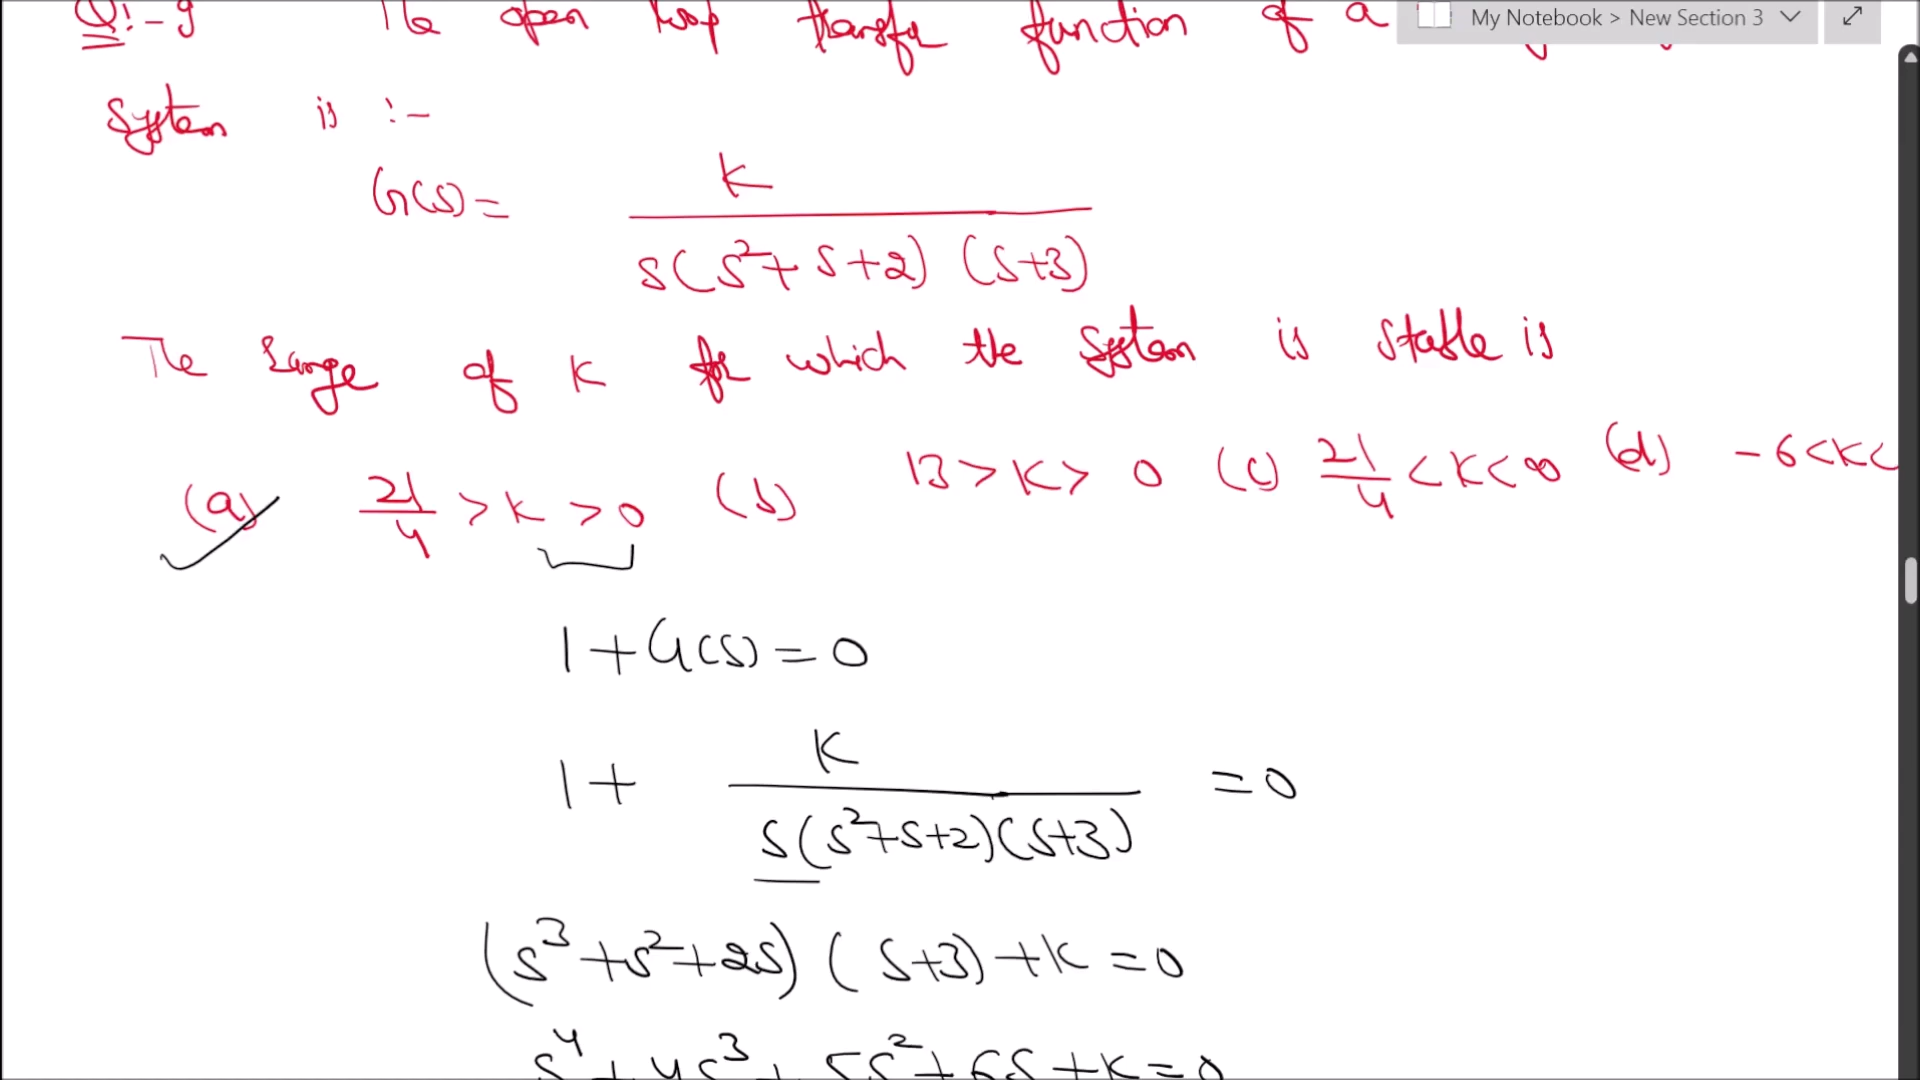 Q:-9 The open loop transfer function of a
My Notebook > New Section 3
system is :-
G(s)= K / s(s²+s+2)(s+3)
The range of K for which the system is stable is
(a) 21/4 > K > 0 (b) 13 > K > 0 (c) 21/4 < K < ∞ (d) -6 < K <
1+G(s)=0
1+ K / s(s²+s+2)(s+3) =0
(s³+s²+2s)(s+3)+K=0
s⁴+4s³+5s²+6s+K=0